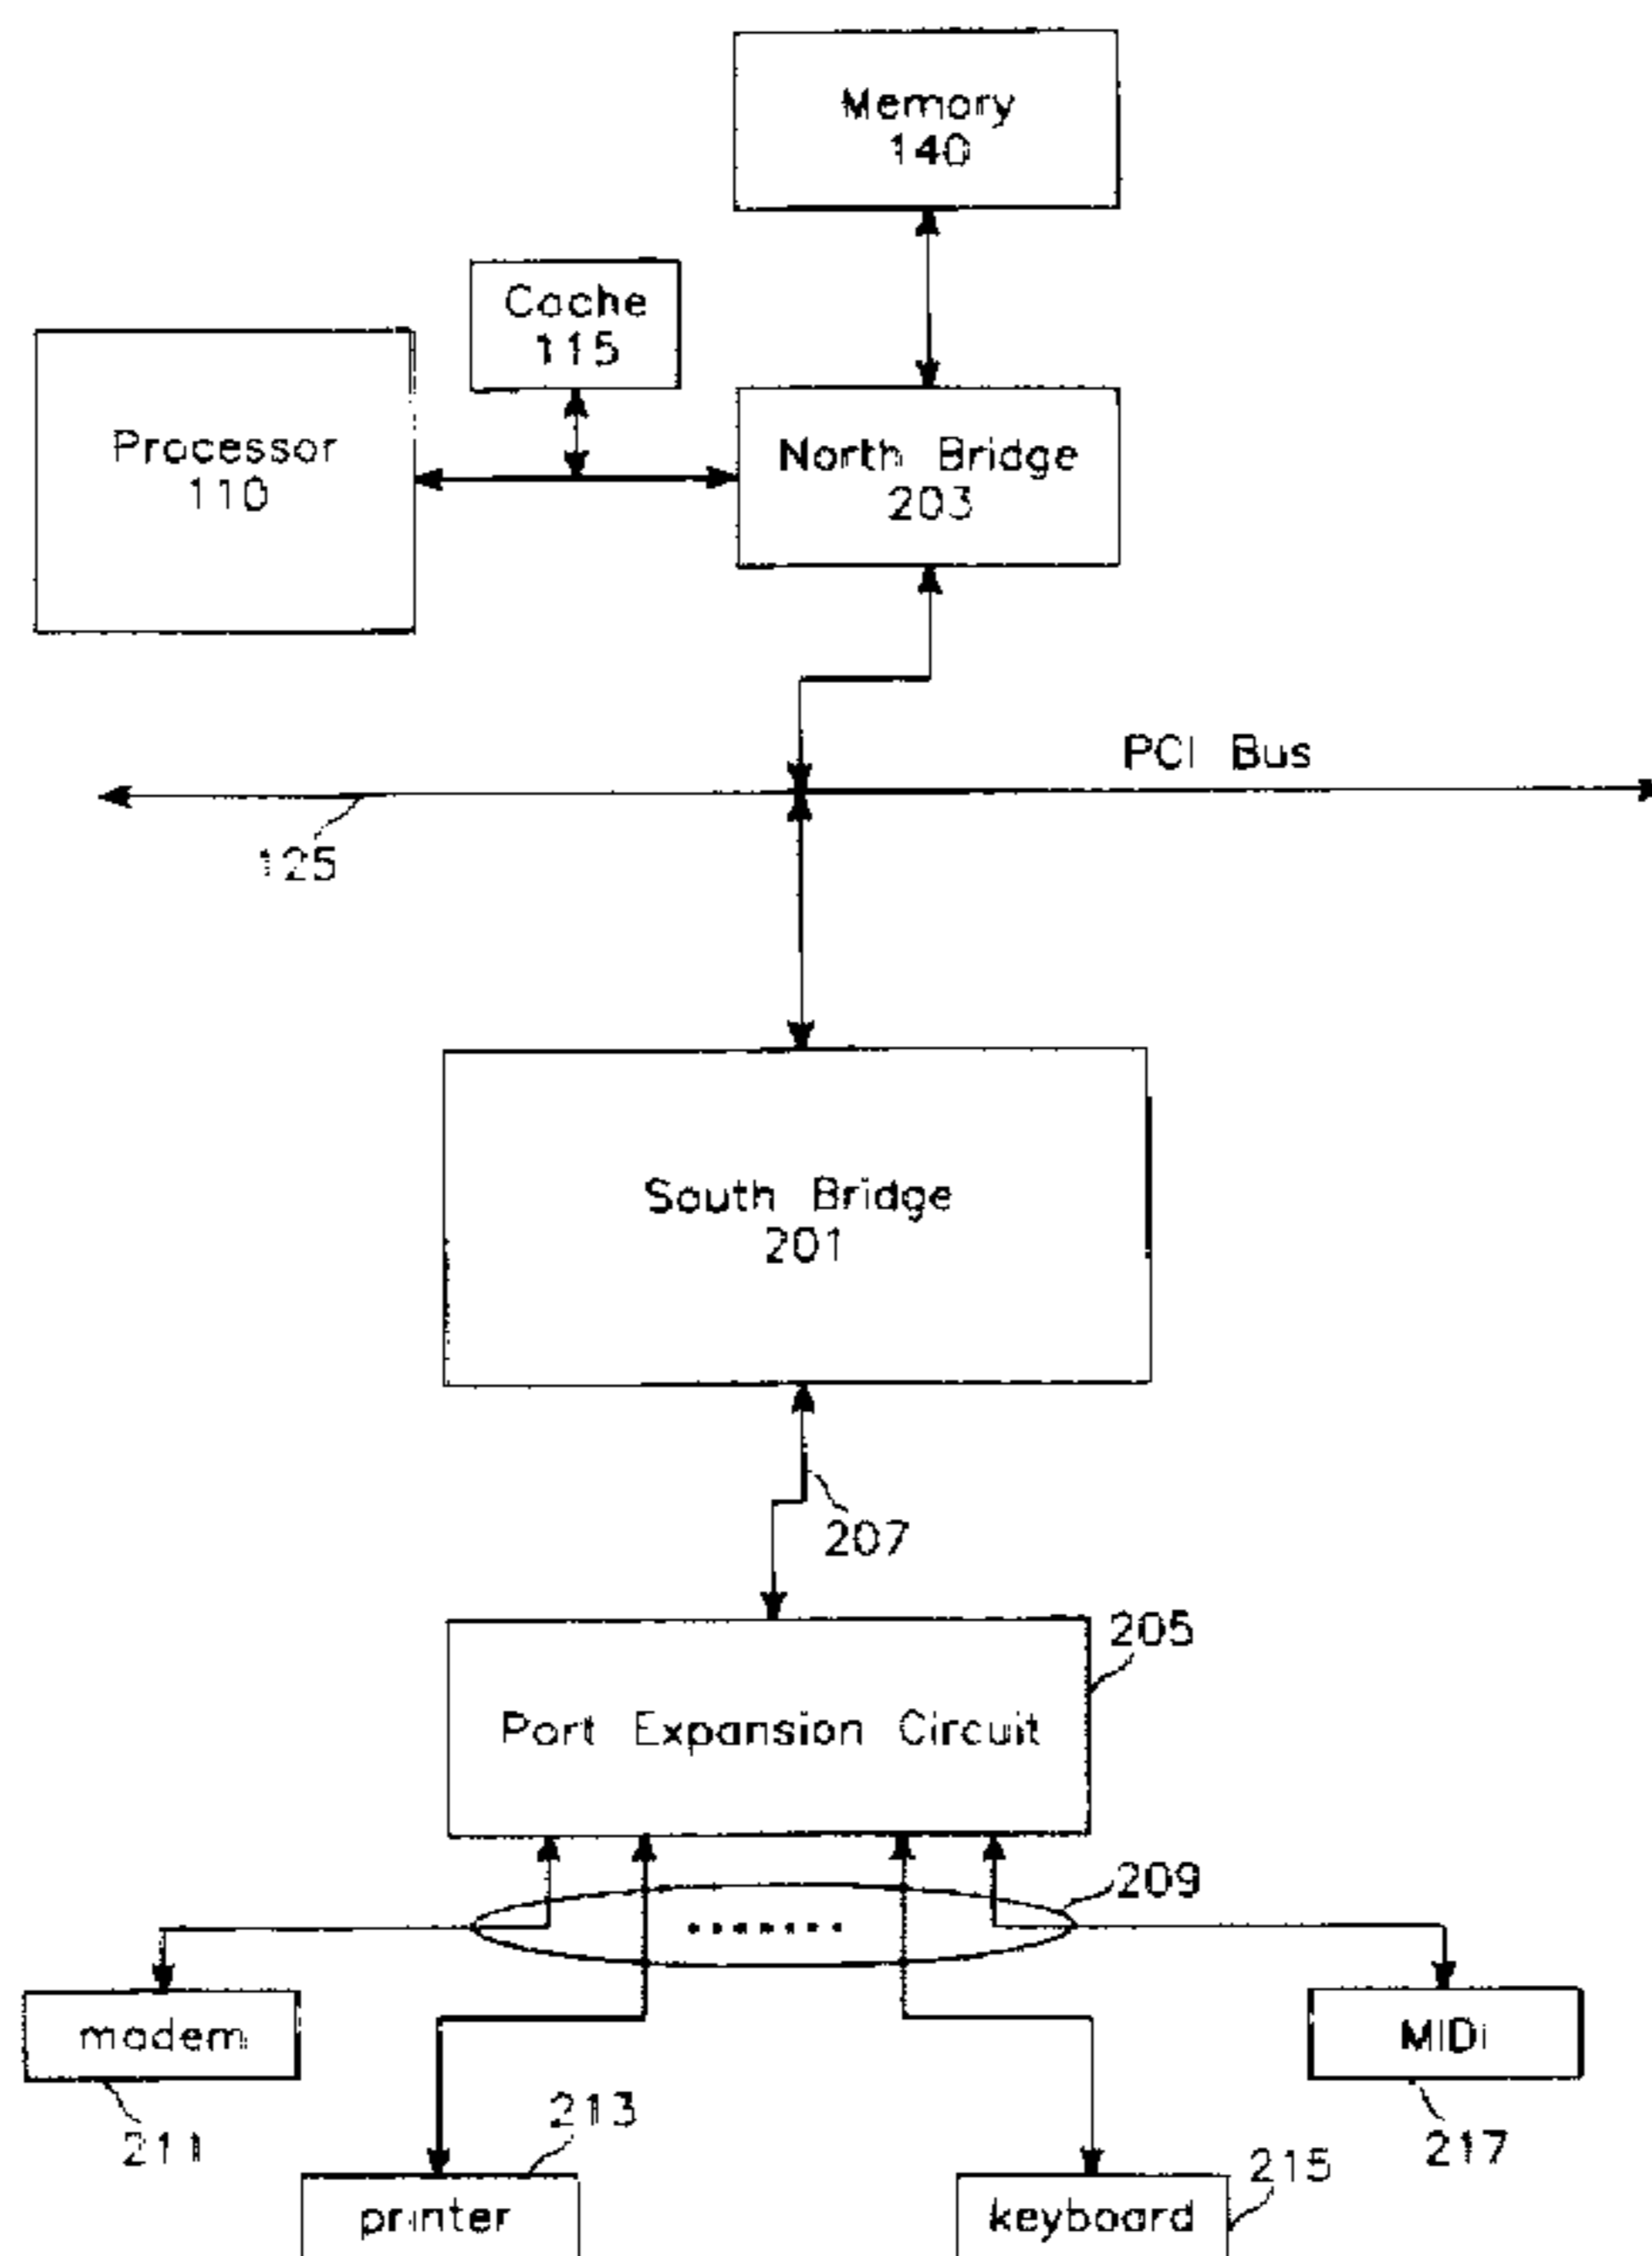 Memory
140
Cache
115
Processor
110
North Bridge
203
PCI Bus
125
South Bridge
201
207
205
Port Expansion Circuit
209
modem
MIDi
211
213
217
215
printer
keyboard